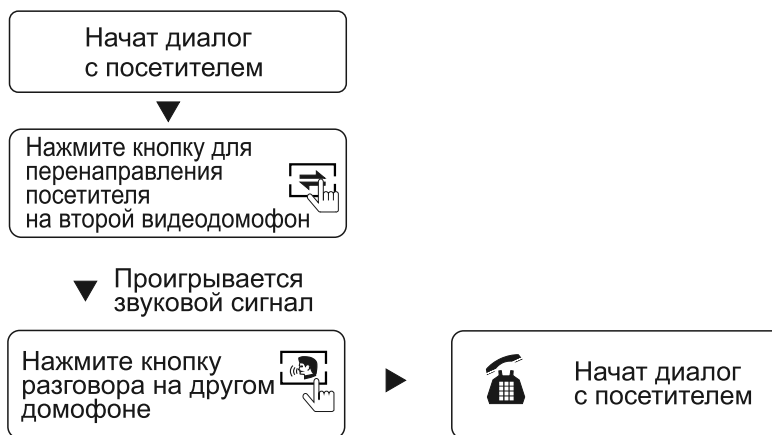 Начат диалог
с посетителем
Нажмите кнопку для
перенаправления
посетителя
на второй видеодомофон
Проигрывается
звуковой сигнал
Нажмите кнопку
разговора на другом
домофоне
Начат диалог
с посетителем